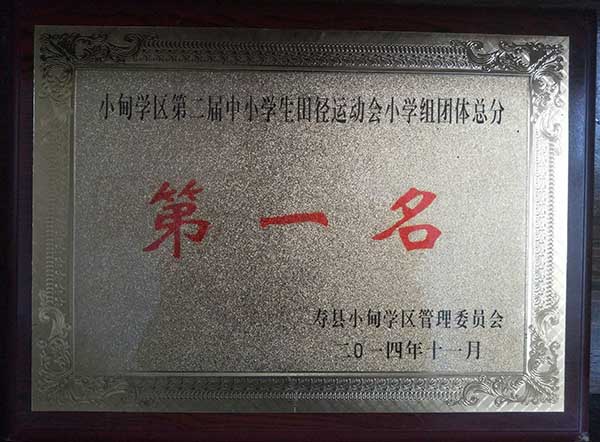 小甸学区第二届中小学生田径运动会小学组团体总分
第一名
寿县小甸学区管理委员会
二0一四年十一月